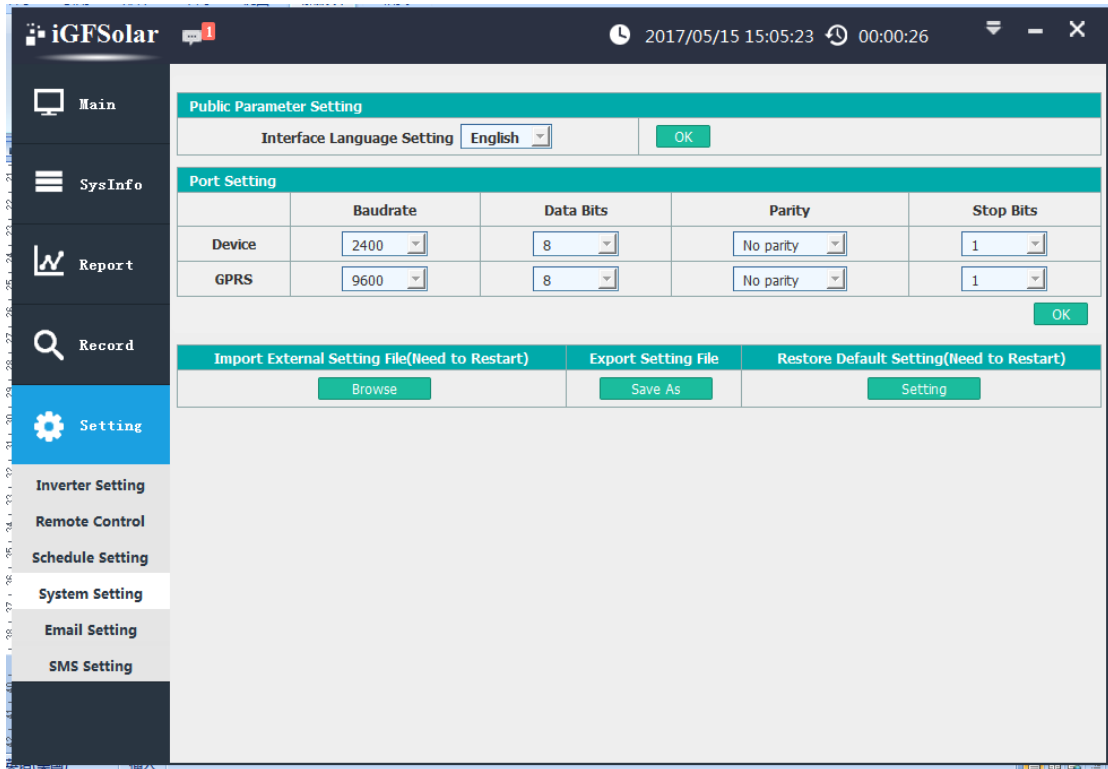 iGFSolar 1 2017/05/15 15:05:23 00:00:26
Main
SysInfo
Report
Record
Setting
Inverter Setting
Remote Control
Schedule Setting
System Setting
Email Setting
SMS Setting
Public Parameter Setting
Interface Language Setting English OK
Port Setting
Baudrate Data Bits Parity Stop Bits
Device 2400 8 No parity 1
GPRS 9600 8 No parity 1
OK
Import External Setting File(Need to Restart) Export Setting File Restore Default Setting(Need to Restart)
Browse Save As Setting